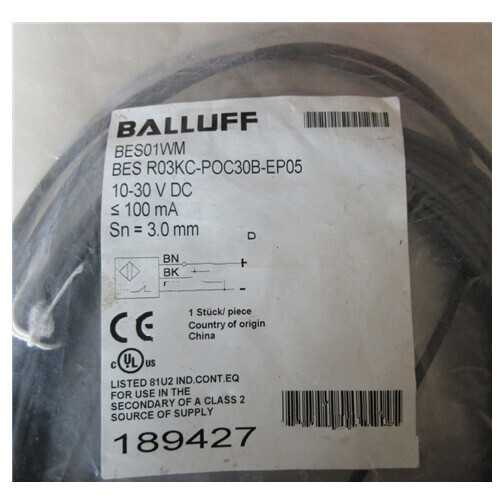 BALLUFF
BES01WM
BES R03KC-POC30B-EP05
10-30 V DC
≤ 100 mA
Sn = 3.0 mm
D
BN
+
BK
-
1 Stück/ piece
Country of origin
China
CE
c UL us
LISTED 81U2 IND.CONT.EQ
FOR USE IN THE
SECONDARY OF A CLASS 2
SOURCE OF SUPPLY
189427